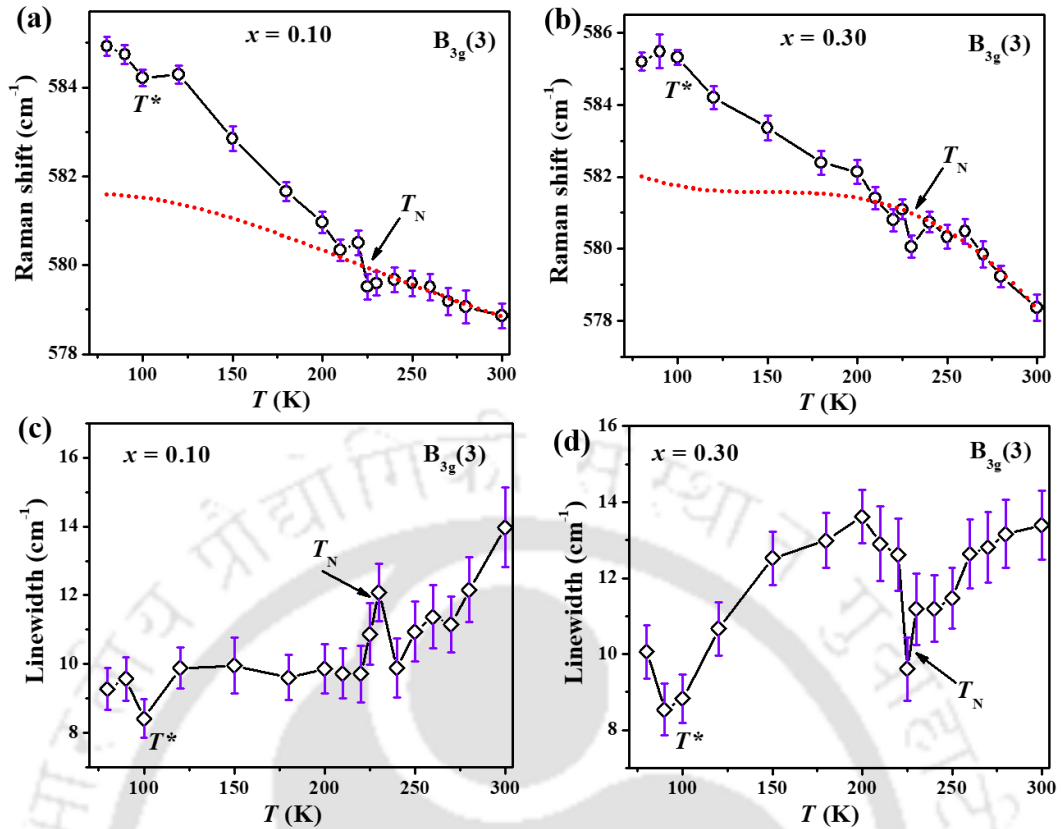 (a)
x = 0.10
B3g(3)
586
584
582
580
578
Raman shift (cm-1)
T*
TN
100 150 200 250 300
T (K)
(b)
x = 0.30
B3g(3)
586
584
582
580
578
Raman shift (cm-1)
T*
TN
100 150 200 250 300
T (K)
(c)
x = 0.10
B3g(3)
16
14
12
10
8
Linewidth (cm-1)
TN
T*
100 150 200 250 300
T (K)
(d)
x = 0.30
B3g(3)
16
14
12
10
8
Linewidth (cm-1)
TN
T*
100 150 200 250 300
T (K)